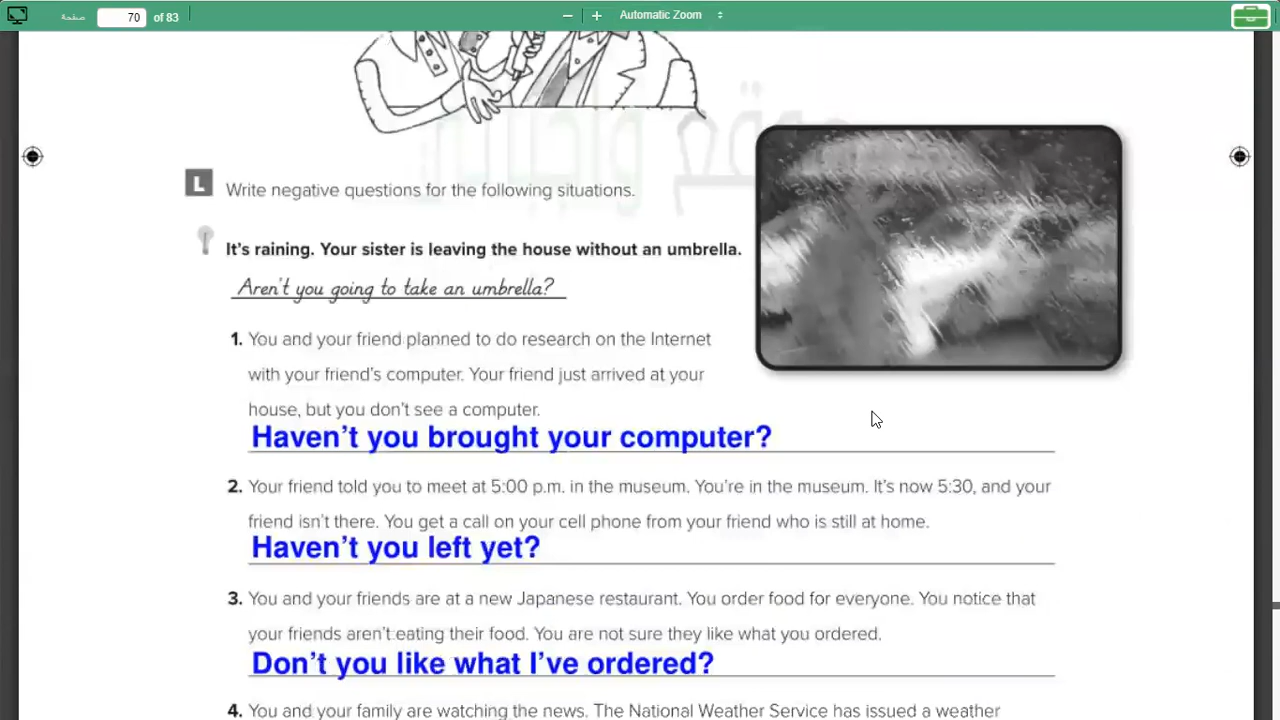 صفحة 70 of 83 Automatic Zoom
L Write negative questions for the following situations.
It's raining. Your sister is leaving the house without an umbrella.
Aren't you going to take an umbrella?
1. You and your friend planned to do research on the Internet
with your friend's computer. Your friend just arrived at your
house, but you don't see a computer.
Haven't you brought your computer?
2. Your friend told you to meet at 5:00 p.m. in the museum. You're in the museum. It's now 5:30, and your
friend isn't there. You get a call on your cell phone from your friend who is still at home.
Haven't you left yet?
3. You and your friends are at a new Japanese restaurant. You order food for everyone. You notice that
your friends aren't eating their food. You are not sure they like what you ordered.
Don't you like what I've ordered?
4. You and your family are watching the news. The National Weather Service has issued a weather